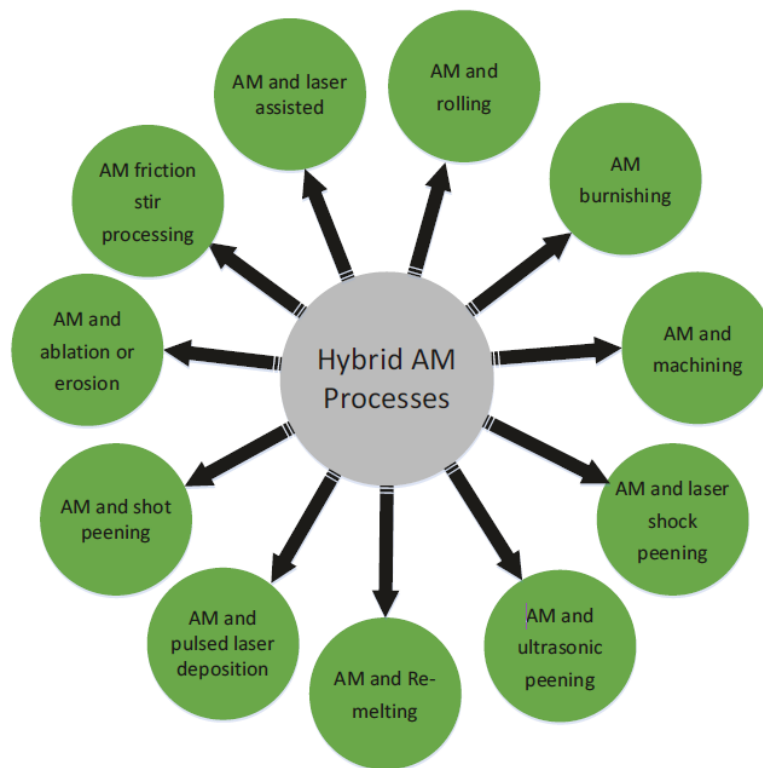 AM and laser
assisted
AM and
rolling
AM
burnishing
AM friction
stir
processing
AM and
ablation or
erosion
Hybrid AM
Processes
AM and
machining
AM and shot
peening
AM and laser
shock
peening
AM and
pulsed laser
deposition
AM and Re-
melting
AM and
ultrasonic
peening